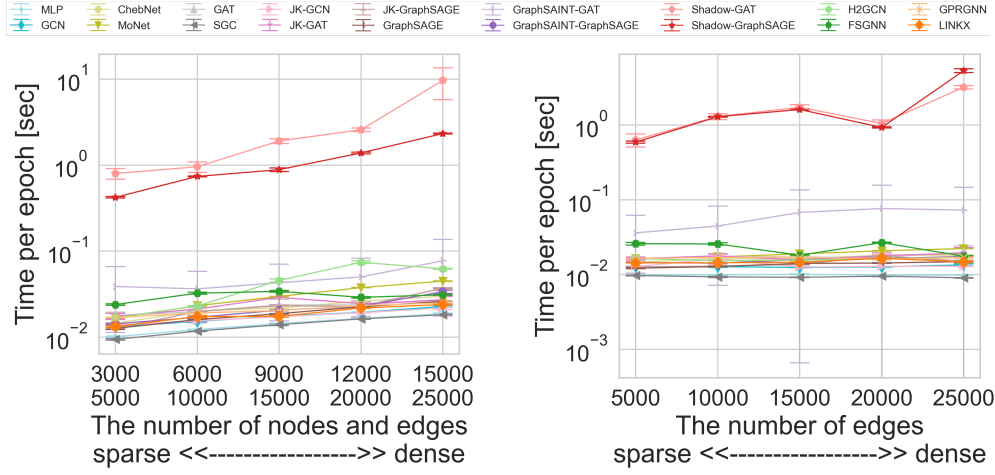 MLP ChebNet GAT JK-GCN JK-GraphSAGE GraphSAINT-GAT Shadow-GAT H2GCN GPRGNN
GCN MoNet SGC JK-GAT GraphSAGE GraphSAINT-GraphSAGE Shadow-GraphSAGE FSGNN LINKX
Time per epoch [sec]
10^1
10^0
10^-1
10^-2
3000 6000 9000 12000 15000
5000 10000 15000 20000 25000
The number of nodes and edges
sparse <<----------------->> dense
Time per epoch [sec]
10^0
10^-1
10^-2
10^-3
5000 10000 15000 20000 25000
The number of edges
sparse <<----------------->> dense